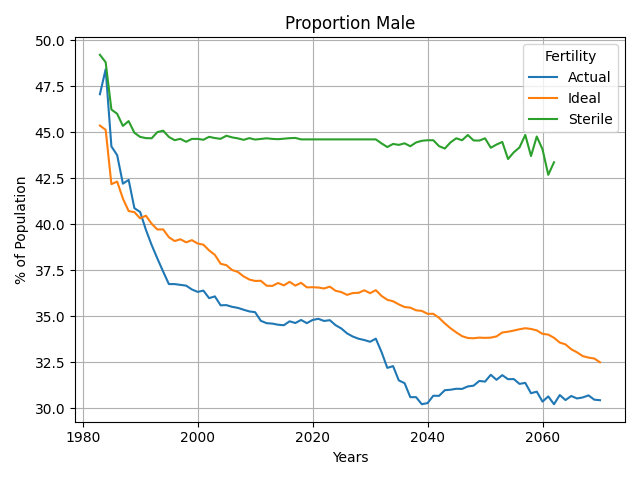 Proportion Male
50.0
47.5
45.0
42.5
40.0
37.5
35.0
32.5
30.0
% of Population
Fertility
Actual
Ideal
Sterile
1980 2000 2020 2040 2060
Years